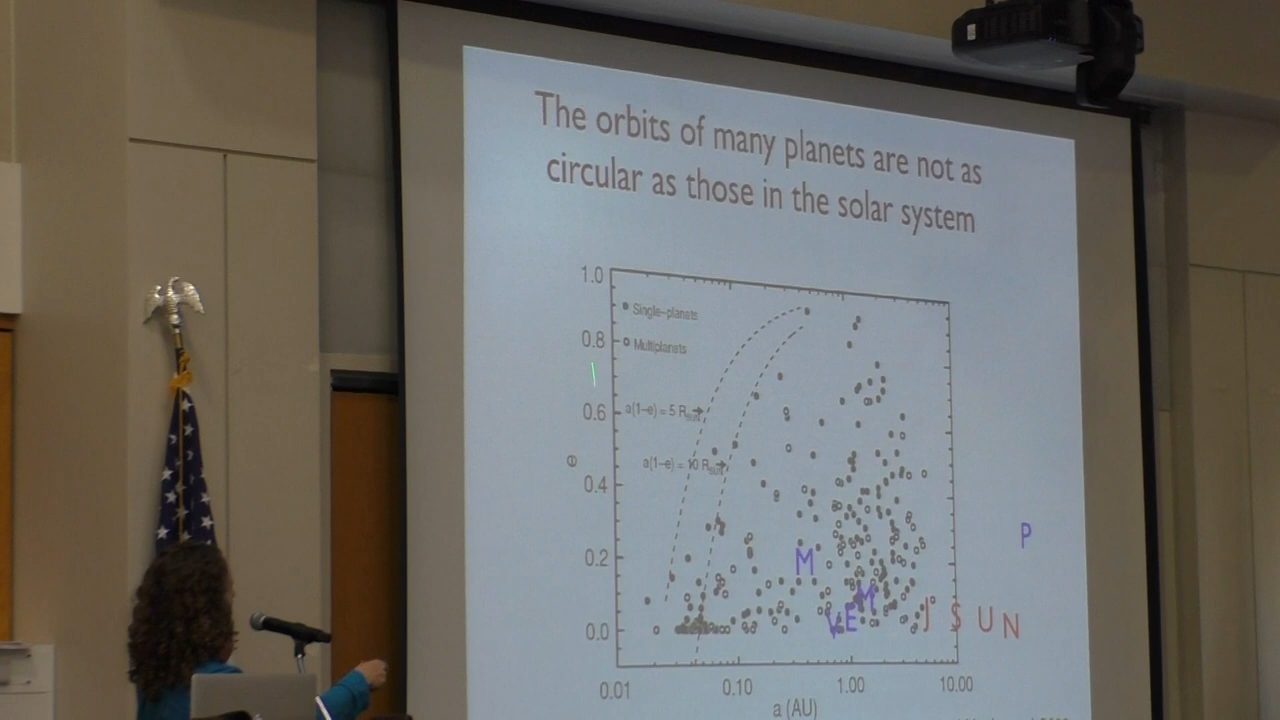 The orbits of many planets are not as
circular as those in the solar system
1.0
Single-planets
0.8
Multiplanets
0.6
a(1-e) = 5 R
a(1-e) = 10 R
e
0.4
P
0.2
M
M
V E
J S U N
0.0
0.01 0.10 1.00 10.00
a (AU)